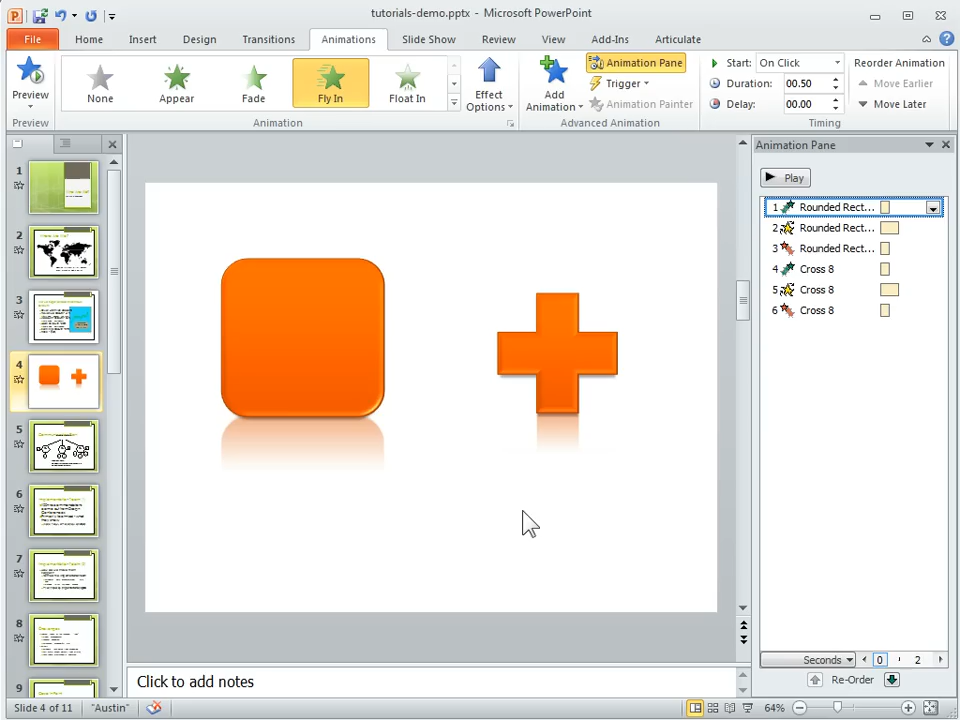 tutorials-demo.pptx - Microsoft PowerPoint
File Home Insert Design Transitions Animations Slide Show Review View Add-Ins Articulate
Preview
None
Appear
Fade
Fly In
Float In
Effect Options
Add Animation
Animation Pane
Trigger
Animation Painter
Start: On Click
Duration: 00.50
Delay: 00.00
Reorder Animation
Move Earlier
Move Later
Preview
Animation
Advanced Animation
Timing
Animation Pane
Play
1 Rounded Rect...
2 Rounded Rect...
3 Rounded Rect...
4 Cross 8
5 Cross 8
6 Cross 8
1
2
3
4
5
6
7
8
9
Seconds 0 2
Re-Order
Click to add notes
Slide 4 of 11 "Austin" 64%